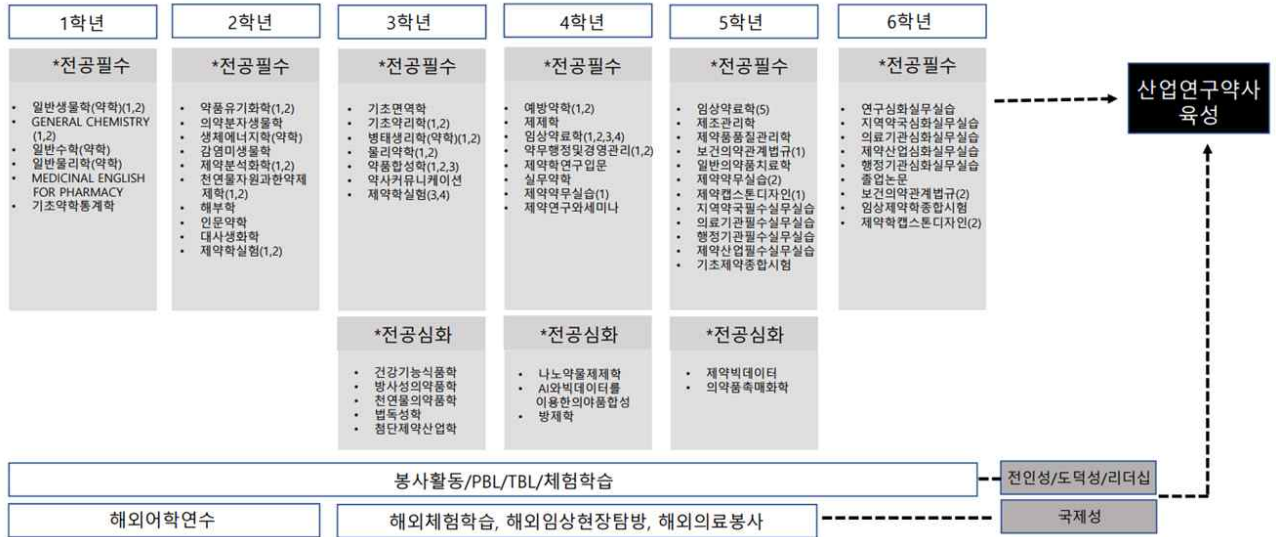 1학년
2학년
3학년
4학년
5학년
6학년
*전공필수
일반생물학(약학)(1,2)
GENERAL CHEMISTRY
(1,2)
일반수학(약학)
일반물리학(약학)
MEDICINAL ENGLISH
FOR PHARMACY
기초약학통계학
*전공필수
약품유기화학(1,2)
의약분자생물학
생체에너지학(약학)
감염미생물학
제약분석화학(1,2)
천연물자원과한약제
제학(1,2)
해부학
인문약학
대사생화학
제약학실험(1,2)
*전공필수
기초면역학
기초약리학(1,2)
병태생리학(약학)(1,2)
물리약학(1,2)
약품합성학(1,2,3)
약사커뮤니케이션
제약학실험(3,4)
*전공필수
예방약학(1,2)
제제학
임상약료학(1,2,3,4)
약무행정및경영관리(1,2)
제약학연구입문
실무약학
제약약무실습(1)
제약연구와세미나
*전공필수
임상약료학(5)
제조관리학
제약품품질관리학
보건의약관계법규(1)
일반의약품치료학
제약약무실습(2)
제약캡스톤디자인(1)
지역약국필수실무실습
의료기관필수실무실습
행정기관필수실무실습
제약산업필수실무실습
기초제약종합시험
*전공필수
연구심화실무실습
지역약국심화실무실습
의료기관심화실무실습
제약산업심화실무실습
행정기관심화실무실습
졸업논문
보건의약관계법규(2)
임상제약학종합시험
제약학캡스톤디자인(2)
산업연구약사
육성
*전공심화
건강기능식품학
방사성의약품학
천연물의약품학
법독성학
첨단제약산업학
*전공심화
나노약물제제학
AI와빅데이터를
이용한의야품합성
방제학
*전공심화
제약빅데이터
의약품촉매화학
봉사활동/PBL/TBL/체험학습
전인성/도덕성/리더십
해외어학연수
해외체험학습, 해외임상현장탐방, 해외의료봉사
국제성